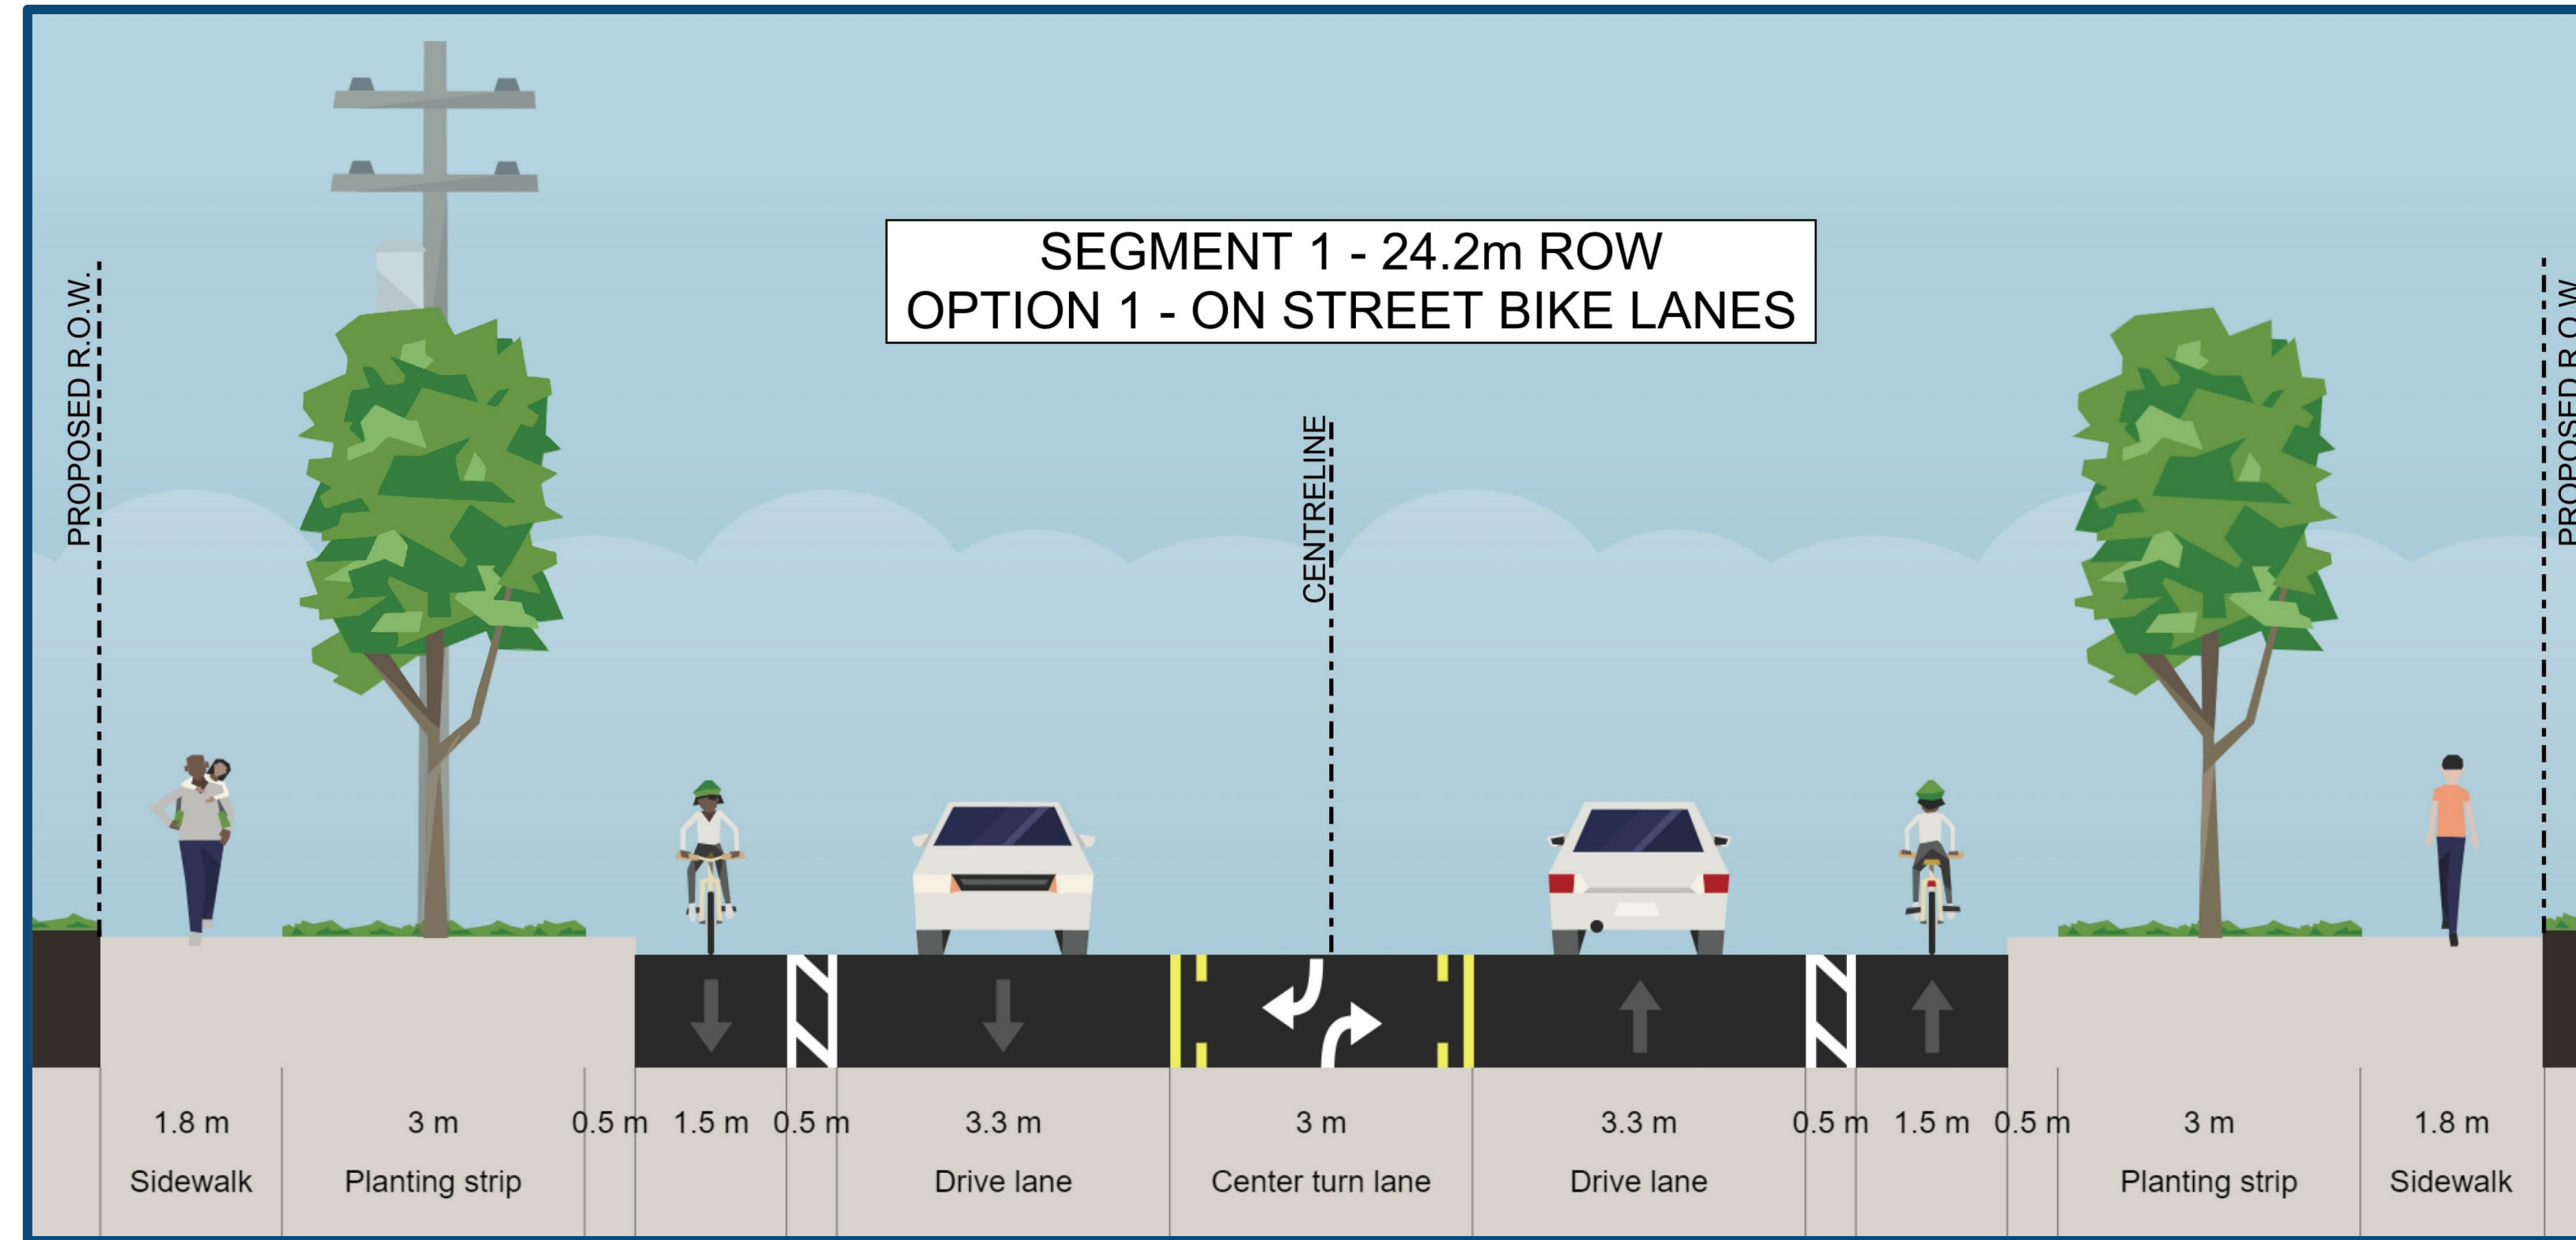 SEGMENT 1 - 24.2m ROW
OPTION 1 - ON STREET BIKE LANES
PROPOSED R.O.W.
CENTRELINE
PROPOSED R.O.W
1.8 m 3 m 0.5 m 1.5 m 0.5 m 3.3 m 3 m 3.3 m 0.5 m 1.5 m 0.5 m 3 m 1.8 m
Sidewalk Planting strip Drive lane Center turn lane Drive lane Planting strip Sidewalk